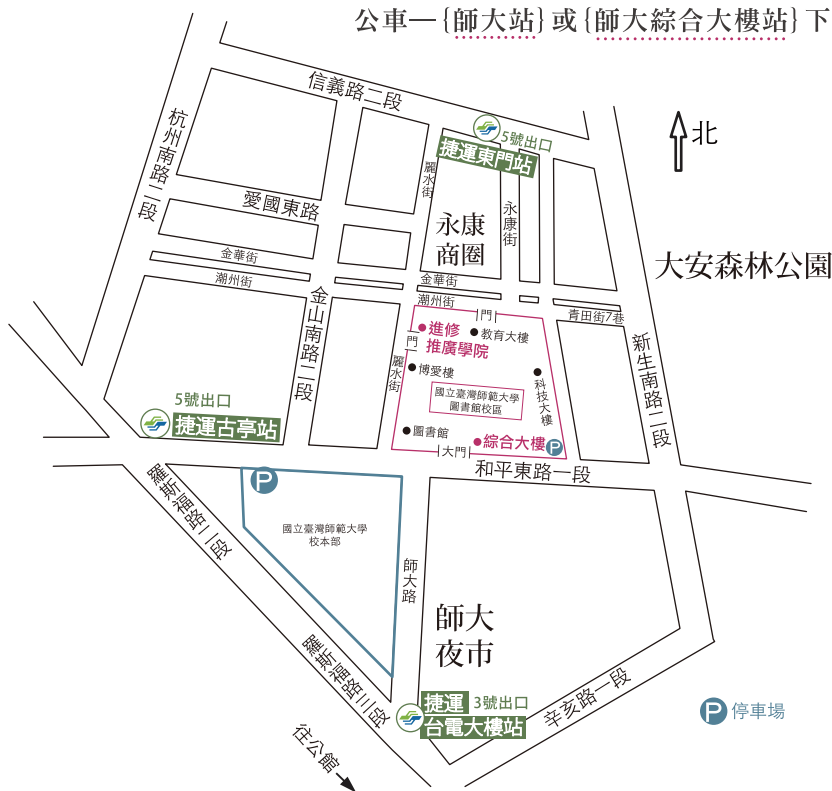 公車—{師大站}或{師大綜合大樓站}下
信義路二段
杭州南路二段
5號出口
捷運東門站
北
麗水街
愛國東路
永康街
永康
商圈
大安森林公園
金華街
潮州街
金華街
潮州街
金山南路二段
青田街7巷
門
進修
推廣學院
教育大樓
門
新生南路二段
麗水街
博愛樓
科技大樓
國立臺灣師範大學
圖書館校區
5號出口
捷運古亭站
圖書館
綜合大樓
P
大門
和平東路一段
羅斯福路二段
P
國立臺灣師範大學
校本部
師大路
師大
夜市
羅斯福路三段
捷運
3號出口
台電大樓站
辛亥路一段
P 停車場
往公館